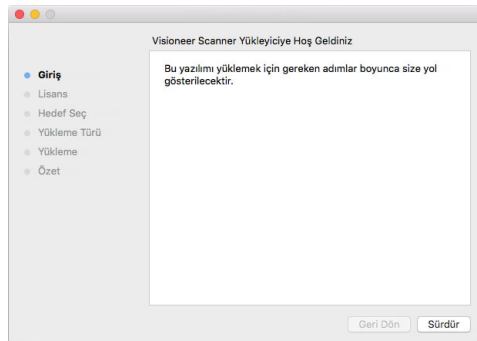 Visioneer Scanner Yükleyiciye Hoş Geldiniz
Giriş
Lisans
Hedef Seç
Yükleme Türü
Yükleme
Özet
Bu yazılımı yüklemek için gereken adımlar boyunca size yol
gösterilecektir.
Geri Dön
Sürdür